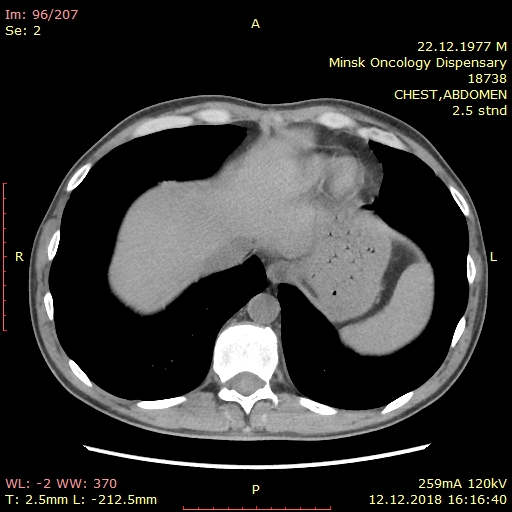 Im: 96/207
Se: 2
A
22.12.1977 M
Minsk Oncology Dispensary
18738
CHEST,ABDOMEN
2.5 stnd
R
L
WL: -2 WW: 370
T: 2.5mm L: -212.5mm
P
259mA 120kV
12.12.2018 16:16:40